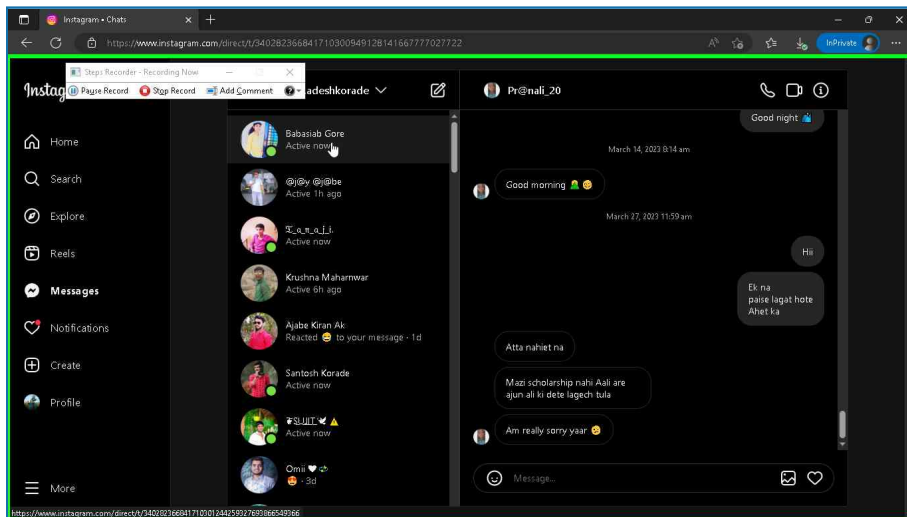 Instagram • Chats
https://www.instagram.com/direct/t/340282366841710300949128141667777027722
InPrivate
Steps Recorder - Recording Now
Pause Record
Stop Record
Add Comment
Instag
adeshkorade
Home
Search
Explore
Reels
Messages
Notifications
Create
Profile
More
Babasiab Gore
Active now
@j@y @j@be
Active 1h ago
Active now
Krushna Maharnwar
Active 6h ago
Ajabe Kiran Ak
Reacted 😂 to your message · 1d
Santosh Korade
Active now
Active now
Omii
😍 · 3d
Pr@nali_20
Good night
March 14, 2023 8:14 am
Good morning
March 27, 2023 11:59 am
Hii
Ek na
paise lagat hote
Ahet ka
Atta nahiet na
Mazi scholarship nahi Aali are
ajun ali ki dete lagech tula
Am really sorry yaar
Message...